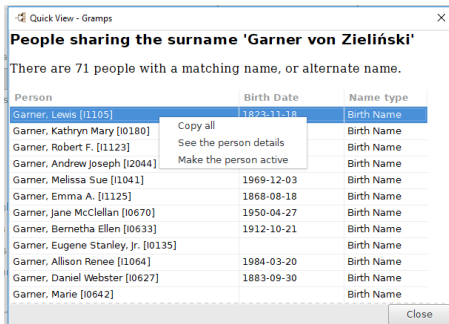 Quick View - Gramps
People sharing the surname 'Garner von Zieliński'
There are 71 people with a matching name, or alternate name.
Person Birth Date Name type
Garner, Lewis [I1105] 1823-11-18 Birth Name
Copy all
Garner, Kathryn Mary [I0180] Birth Name
See the person details
Garner, Robert F. [I1123] Birth Name
Make the person active
Garner, Andrew Joseph [I2044] Birth Name
Garner, Melissa Sue [I1041] 1969-12-03 Birth Name
Garner, Emma A. [I1125] 1868-08-18 Birth Name
Garner, Jane McClellan [I0670] 1950-04-27 Birth Name
Garner, Bernetha Ellen [I0633] 1912-10-21 Birth Name
Garner, Eugene Stanley, Jr. [I0135] Birth Name
Garner, Allison Renee [I1064] 1984-03-20 Birth Name
Garner, Daniel Webster [I0627] 1883-09-30 Birth Name
Garner, Marie [I0642] Birth Name
Close